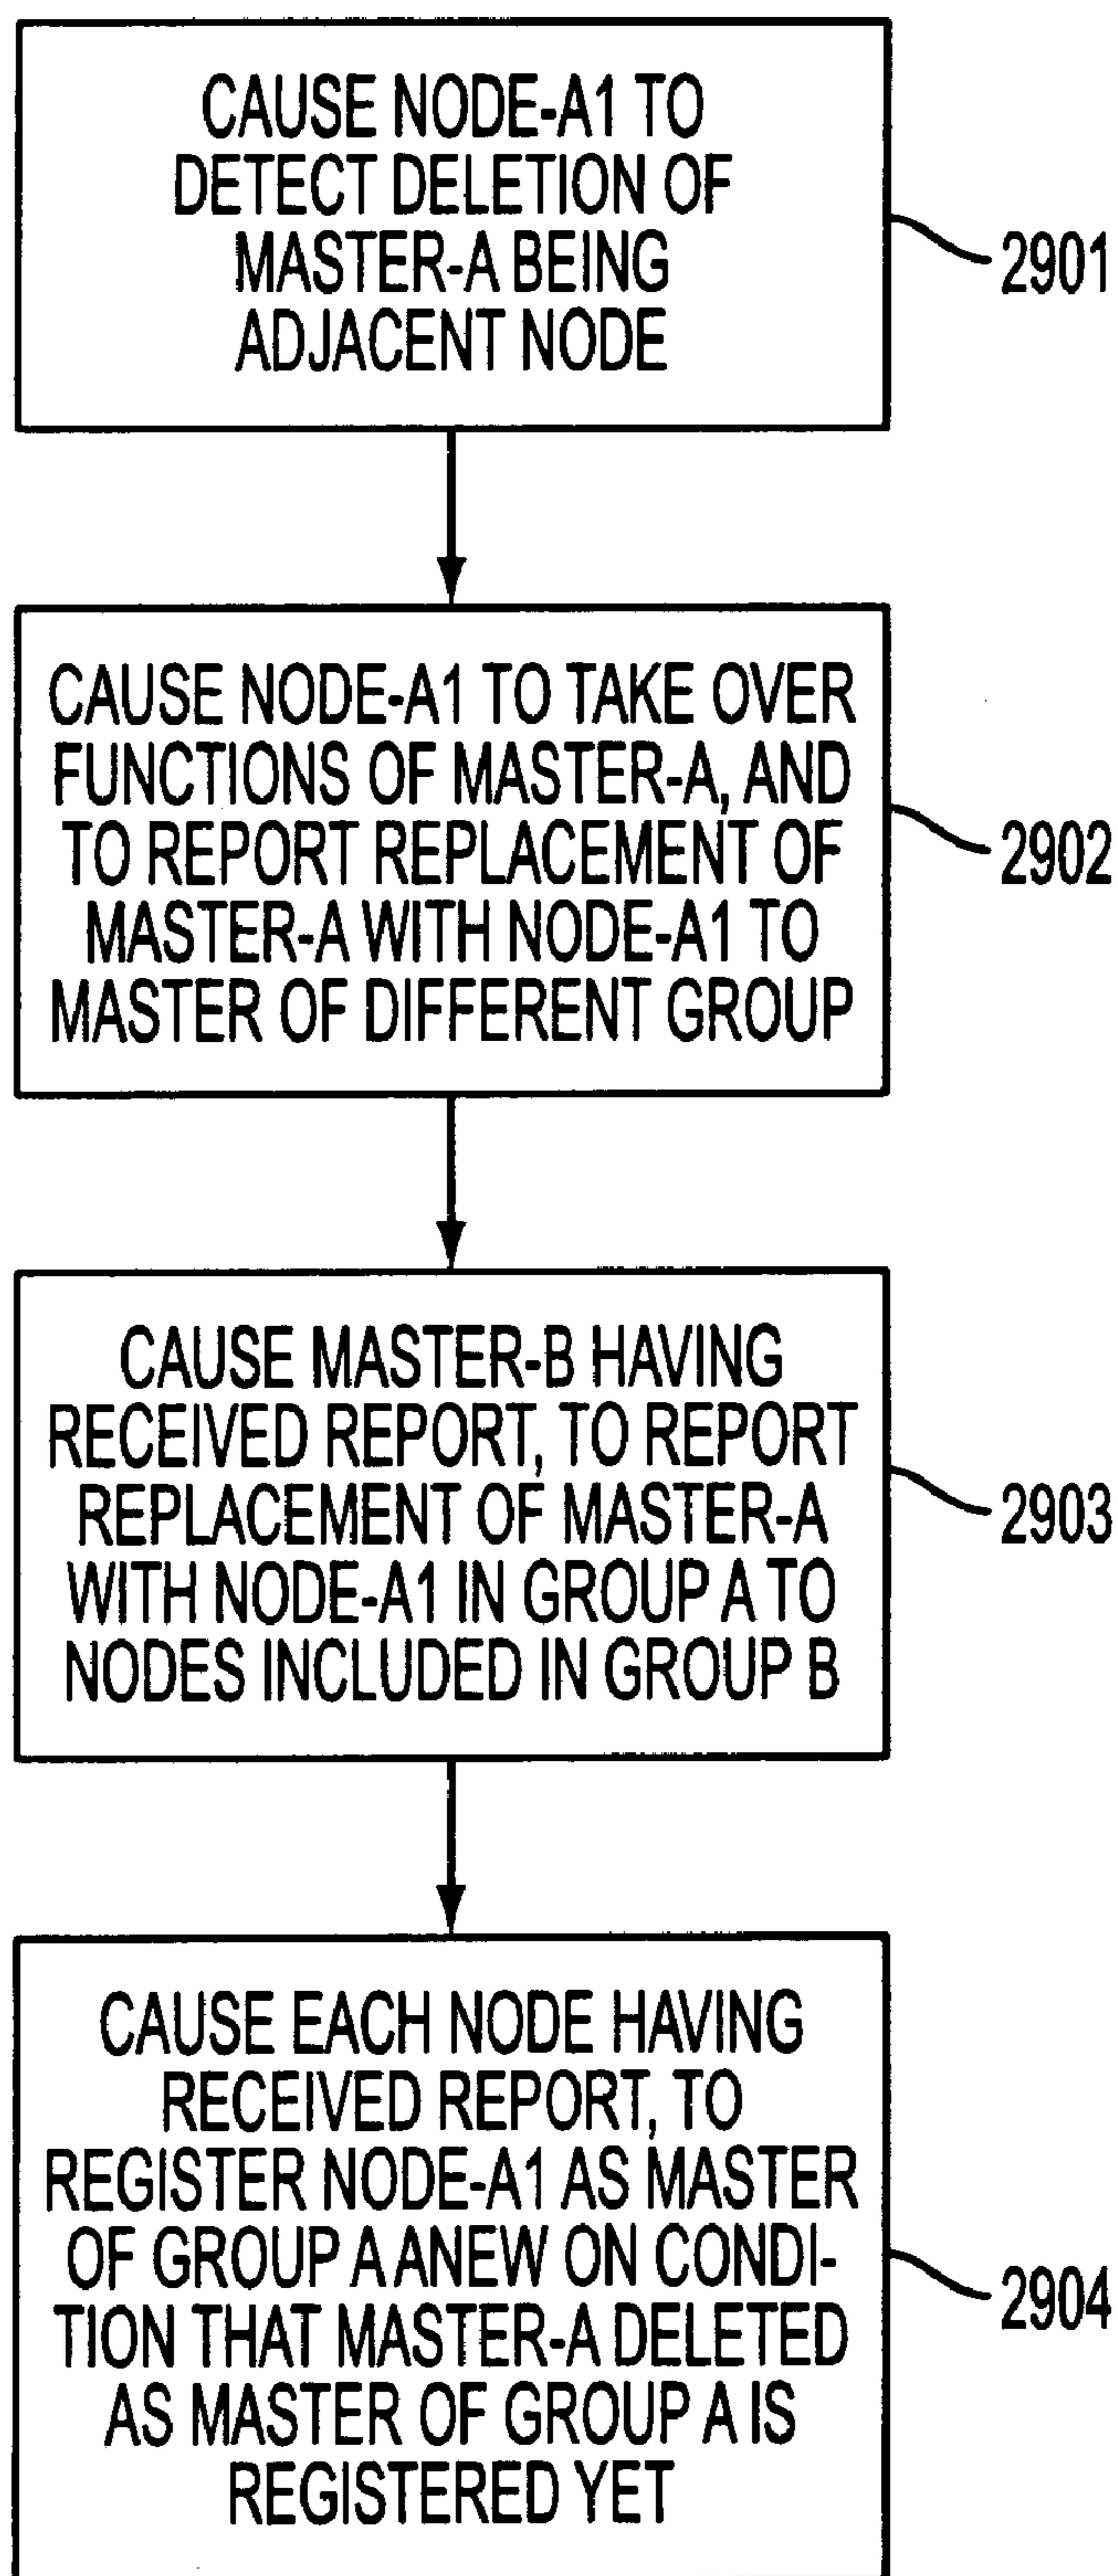 CAUSE NODE-A1 TO
DETECT DELETION OF
MASTER-A BEING
ADJACENT NODE
2901
CAUSE NODE-A1 TO TAKE OVER
FUNCTIONS OF MASTER-A, AND
TO REPORT REPLACEMENT OF
MASTER-A WITH NODE-A1 TO
MASTER OF DIFFERENT GROUP
2902
CAUSE MASTER-B HAVING
RECEIVED REPORT, TO REPORT
REPLACEMENT OF MASTER-A
WITH NODE-A1 IN GROUP A TO
NODES INCLUDED IN GROUP B
2903
CAUSE EACH NODE HAVING
RECEIVED REPORT, TO
REGISTER NODE-A1 AS MASTER
OF GROUP A ANEW ON CONDI-
TION THAT MASTER-A DELETED
AS MASTER OF GROUP A IS
REGISTERED YET
2904